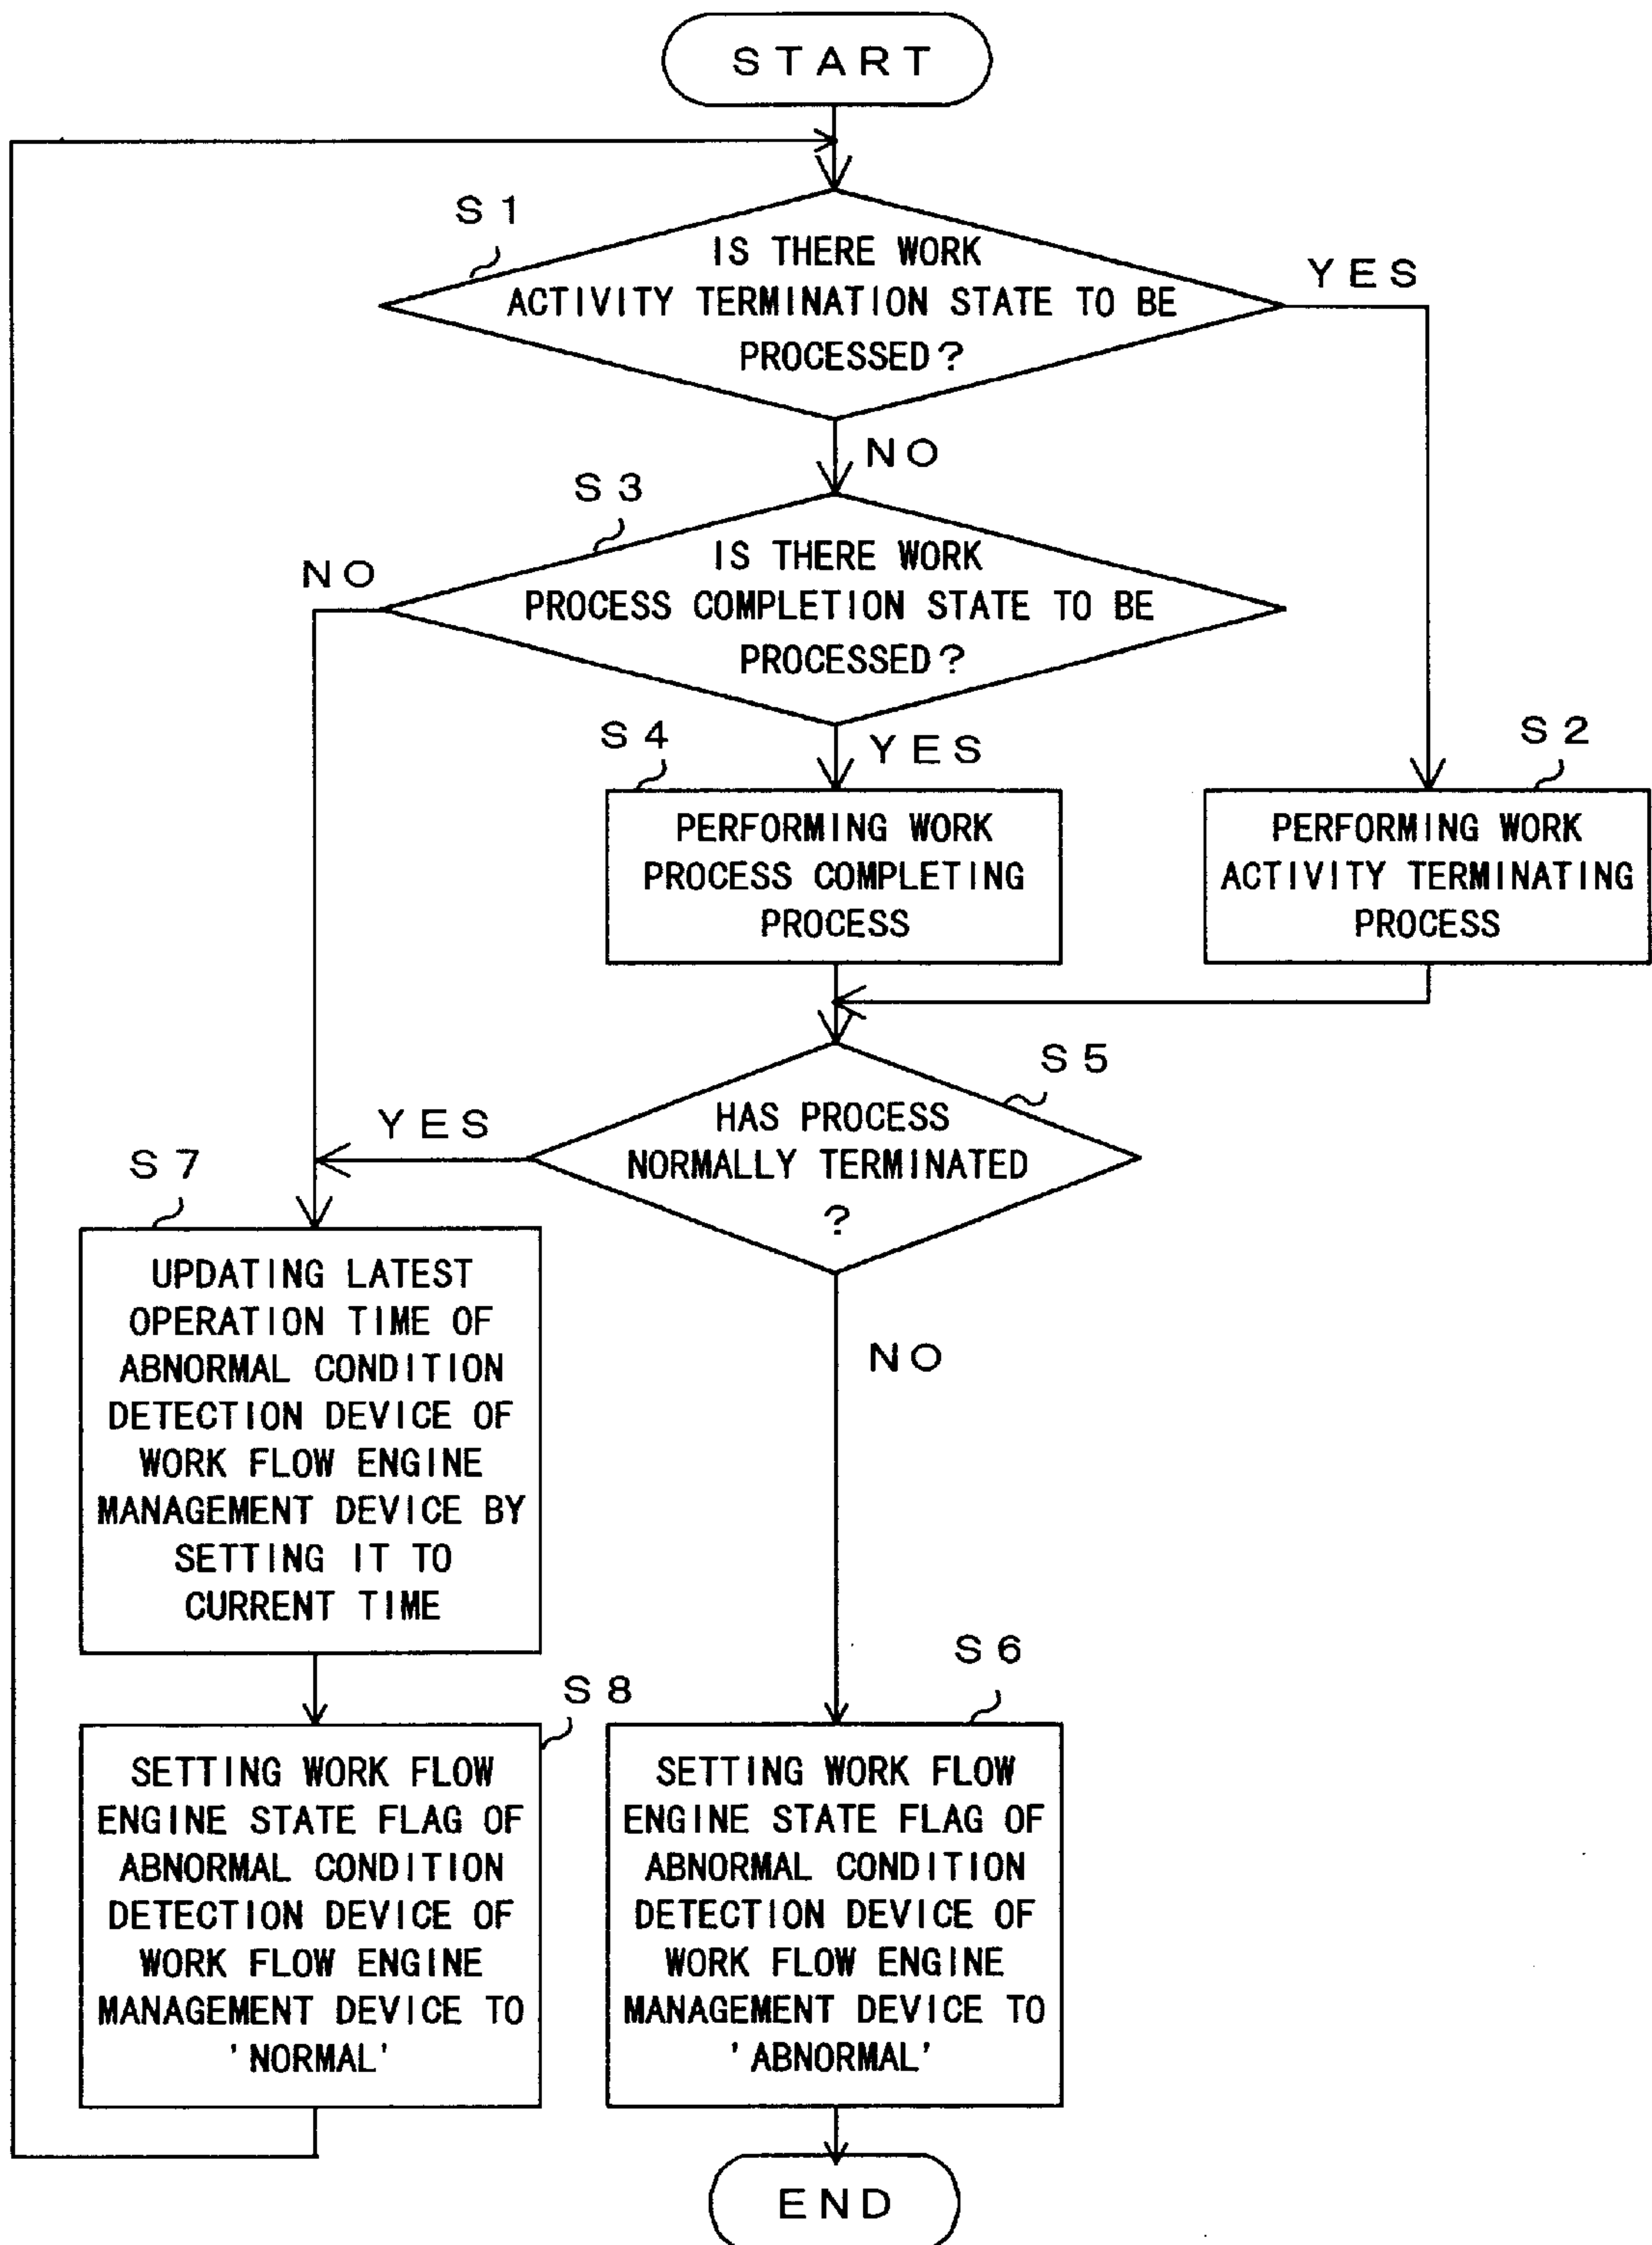 START
S1
IS THERE WORK
ACTIVITY TERMINATION STATE TO BE
PROCESSED?
YES
NO
S3
IS THERE WORK
PROCESS COMPLETION STATE TO BE
PROCESSED?
NO
YES
S4
PERFORMING WORK
PROCESS COMPLETING
PROCESS
S2
PERFORMING WORK
ACTIVITY TERMINATING
PROCESS
S5
HAS PROCESS
NORMALLY TERMINATED
?
YES
NO
S7
UPDATING LATEST
OPERATION TIME OF
ABNORMAL CONDITION
DETECTION DEVICE OF
WORK FLOW ENGINE
MANAGEMENT DEVICE BY
SETTING IT TO
CURRENT TIME
S8
SETTING WORK FLOW
ENGINE STATE FLAG OF
ABNORMAL CONDITION
DETECTION DEVICE OF
WORK FLOW ENGINE
MANAGEMENT DEVICE TO
'NORMAL'
S6
SETTING WORK FLOW
ENGINE STATE FLAG OF
ABNORMAL CONDITION
DETECTION DEVICE OF
WORK FLOW ENGINE
MANAGEMENT DEVICE TO
'ABNORMAL'
END